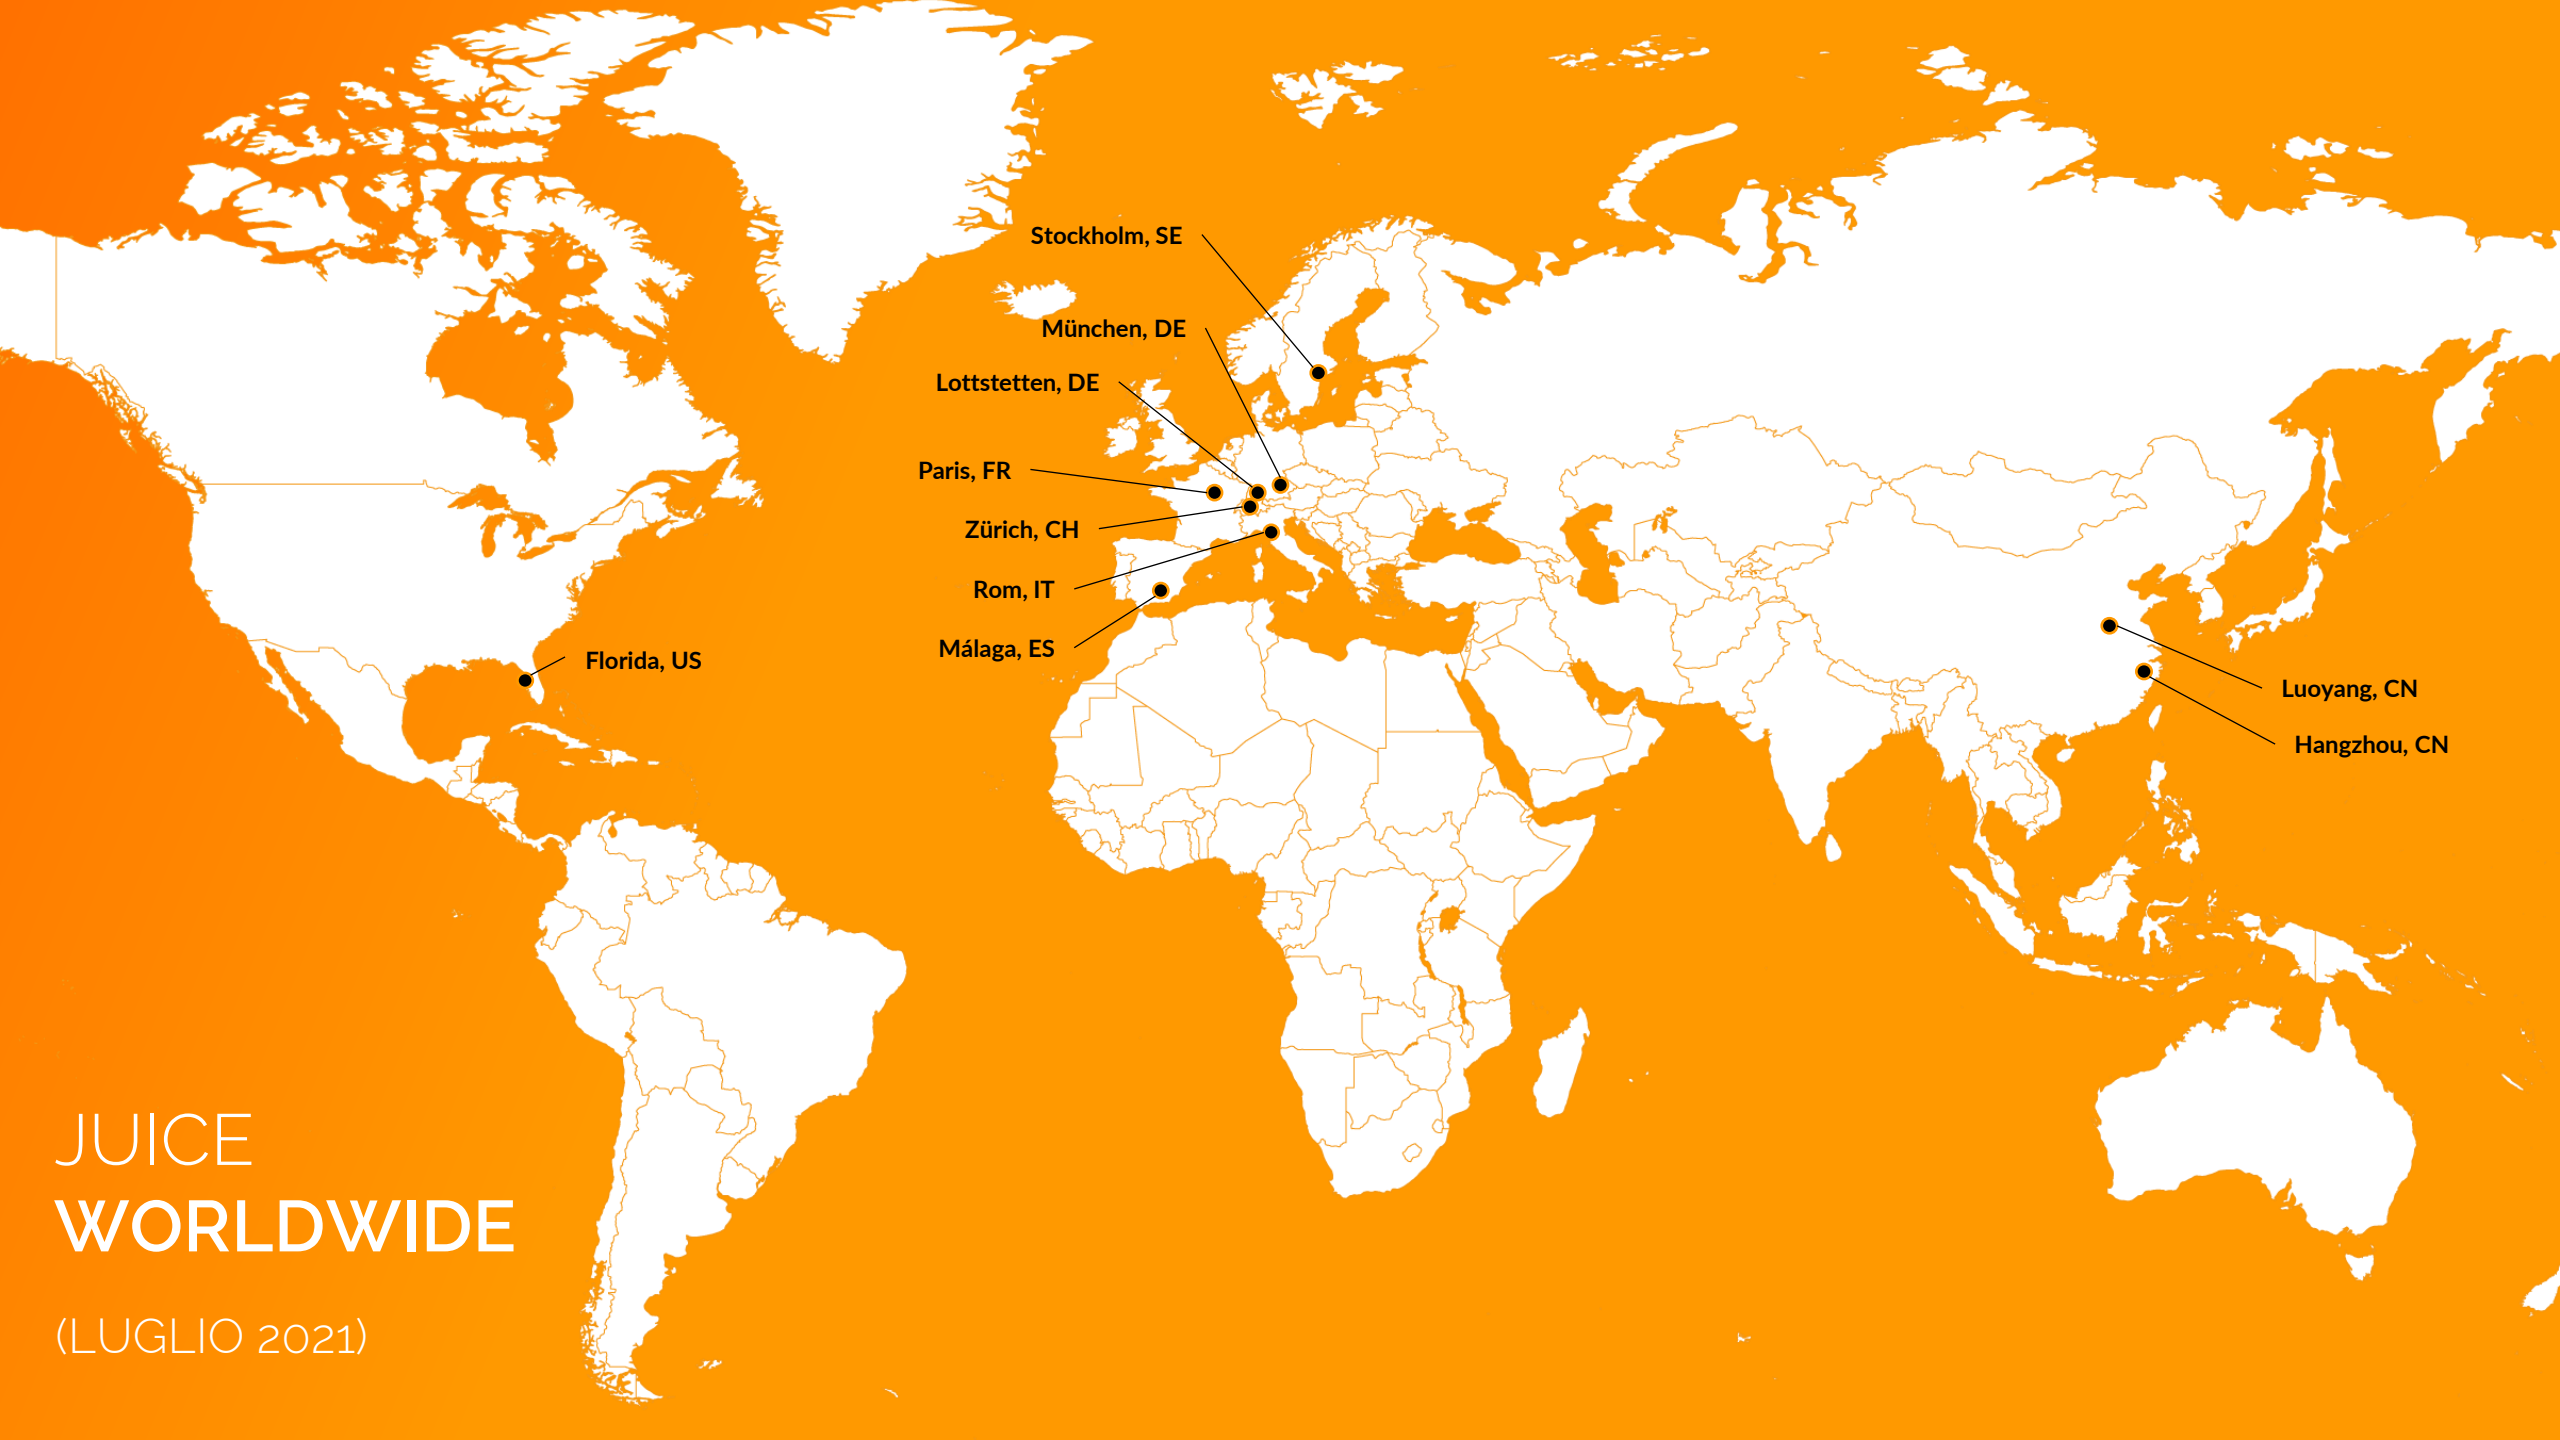 Stockholm, SE
München, DE
Lottstetten, DE
Paris, FR
Zürich, CH
Rom, IT
Málaga, ES
Florida, US
Luoyang, CN
Hangzhou, CN
JUICE
WORLDWIDE
(LUGLIO 2021)